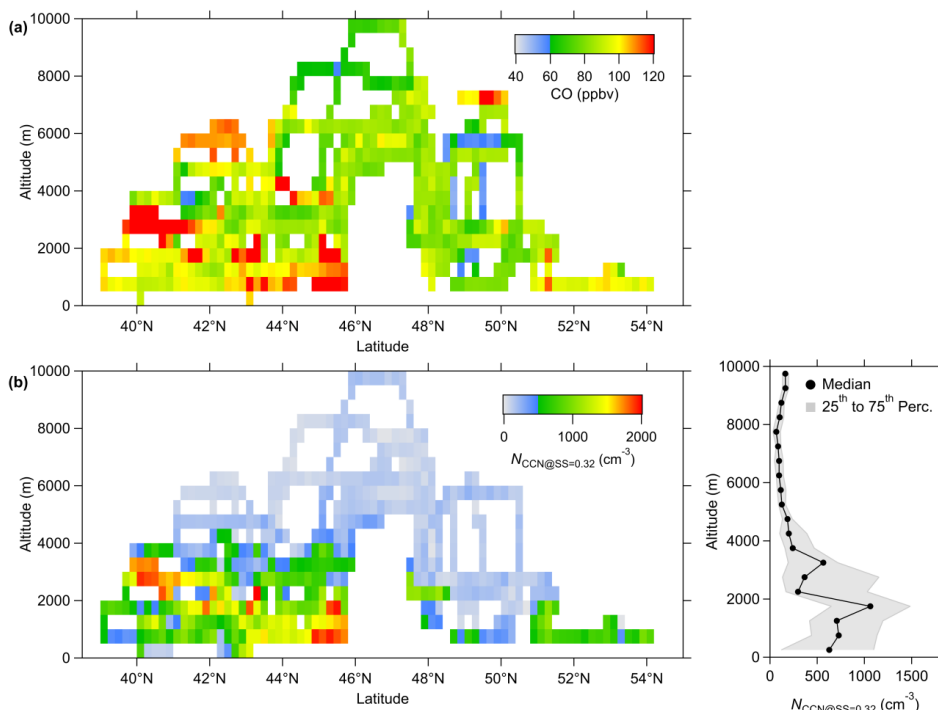 (a)
10000
8000
6000
4000
2000
0
Altitude (m)
40 60 80 100 120
CO (ppbv)
40°N 42°N 44°N 46°N 48°N 50°N 52°N 54°N
Latitude
(b)
10000
8000
6000
4000
2000
0
Altitude (m)
0 1000 2000
N_CCN@SS=0.32 (cm⁻³)
40°N 42°N 44°N 46°N 48°N 50°N 52°N 54°N
Latitude
10000
8000
6000
4000
2000
0
Altitude (m)
Median
25th to 75th Perc.
0 500 1000 1500
N_CCN@SS=0.32 (cm⁻³)